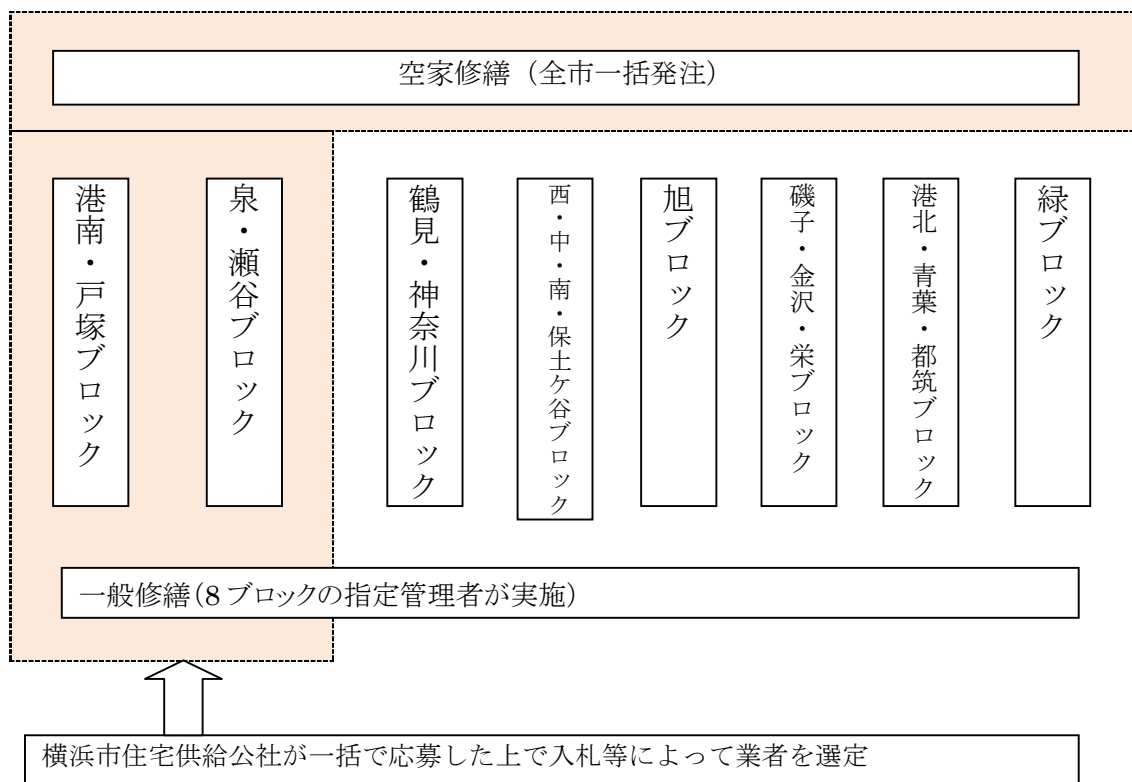 空家修繕（全市一括発注）
港南・戸塚ブロック
泉・瀬谷ブロック
鶴見・神奈川ブロック
西・中・南・保土ケ谷ブロック
旭ブロック
磯子・金沢・栄ブロック
港北・青葉・都筑ブロック
緑ブロック
一般修繕(8ブロックの指定管理者が実施)
横浜市住宅供給公社が一括で応募した上で入札等によって業者を選定